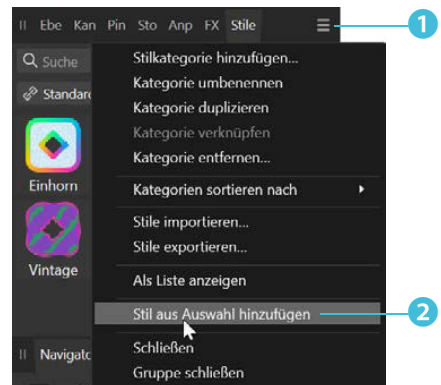 Ebe Kan Pin Sto Anp FX Stile
1
Suche
Standard
Einhorn
Vintage
Navigato
Stilkategorie hinzufügen...
Kategorie umbenennen
Kategorie duplizieren
Kategorie verknüpfen
Kategorie entfernen...
Kategorien sortieren nach
Stile importieren...
Stile exportieren...
Als Liste anzeigen
Stil aus Auswahl hinzufügen
2
Schließen
Gruppe schließen